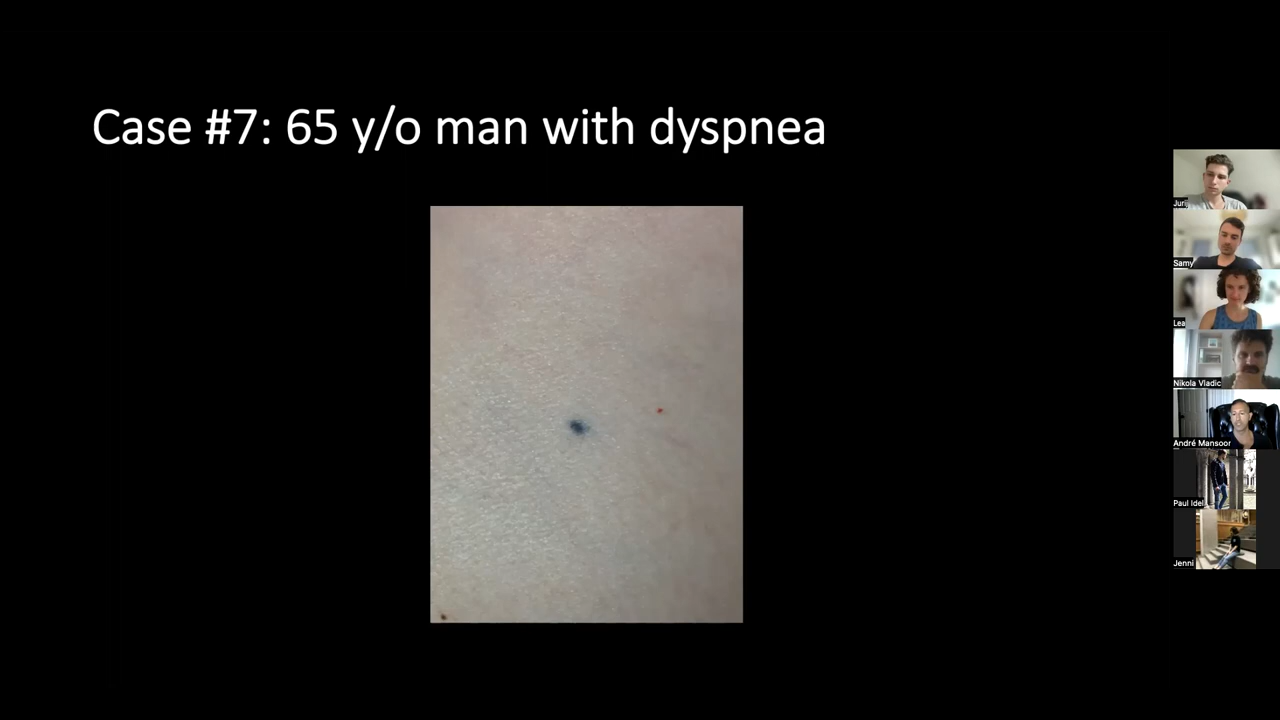 Case #7: 65 y/o man with dyspnea
Jurij
Samy
Lea
Nikola Vladic
André Mansoor
Paul Idel
Jenni